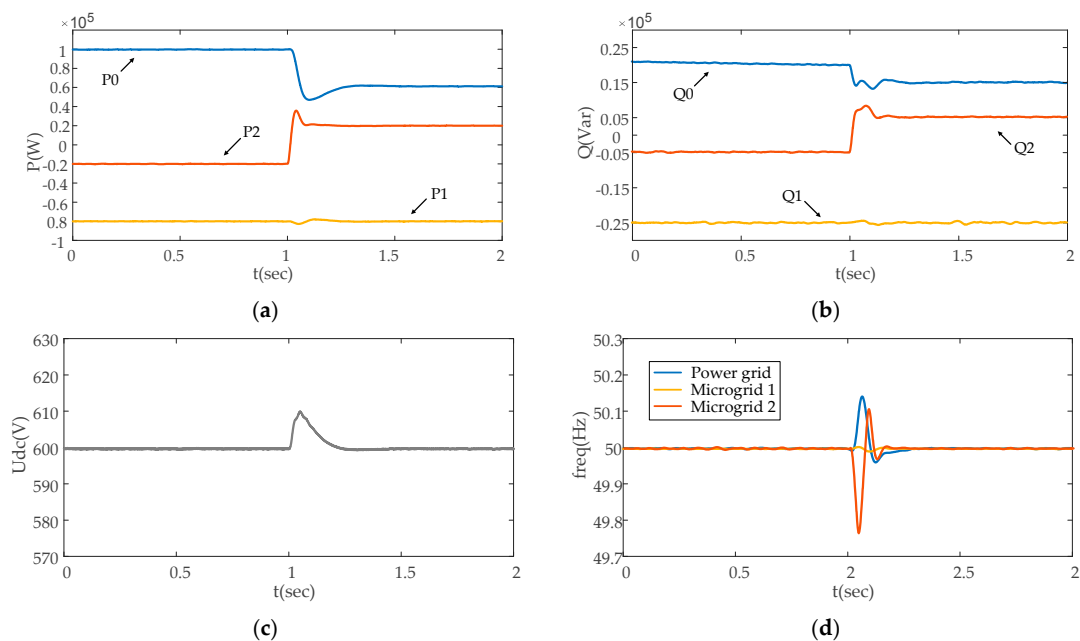 ×10⁵
1
0.8
0.6
0.4
0.2
0
-0.2
-0.4
-0.6
0.8
-1
P(W)
P0
P2
P1
0
0.5
1
1.5
2
t(sec)
(a)
×10⁵
0.25
0.15
0.05
0
-0.05
-0.15
-0.25
Q(Var)
Q0
Q2
Q1
0
0.5
1
1.5
2
t(sec)
(b)
630
620
610
600
590
580
570
Udc(V)
0
0.5
1
1.5
2
t(sec)
(c)
50.3
50.2
50.1
50
49.9
49.8
49.7
freq(Hz)
Power grid
Microgrid 1
Microgrid 2
0
0.5
1
2
2.5
2
t(sec)
(d)